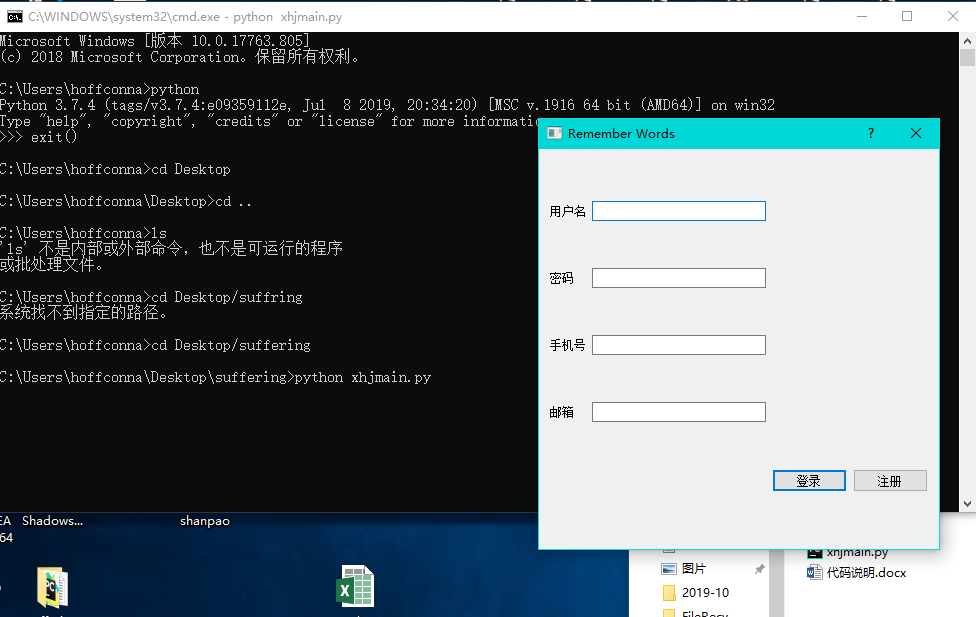 C:\WINDOWS\system32\cmd.exe - python xhjmain.py
Microsoft Windows [版本 10.0.17763.805]
(c) 2018 Microsoft Corporation。保留所有权利。
C:\Users\hoffconna>python
Python 3.7.4 (tags/v3.7.4:e09359112e, Jul  8 2019, 20:34:20) [MSC v.1916 64 bit (AMD64)] on win32
Type "help", "copyright", "credits" or "license" for more informatio
>>> exit()
C:\Users\hoffconna>cd Desktop
C:\Users\hoffconna\Desktop>cd ..
C:\Users\hoffconna>ls
'ls' 不是内部或外部命令，也不是可运行的程序
或批处理文件。
C:\Users\hoffconna>cd Desktop/suffring
系统找不到指定的路径。
C:\Users\hoffconna>cd Desktop/suffering
C:\Users\hoffconna\Desktop\suffering>python xhjmain.py
Remember Words
?
用户名
密码
手机号
邮箱
登录
注册
EA
64
Shadows...
shanpao
图片
2019-10
FileRecv
xhjmain.py
代码说明.docx